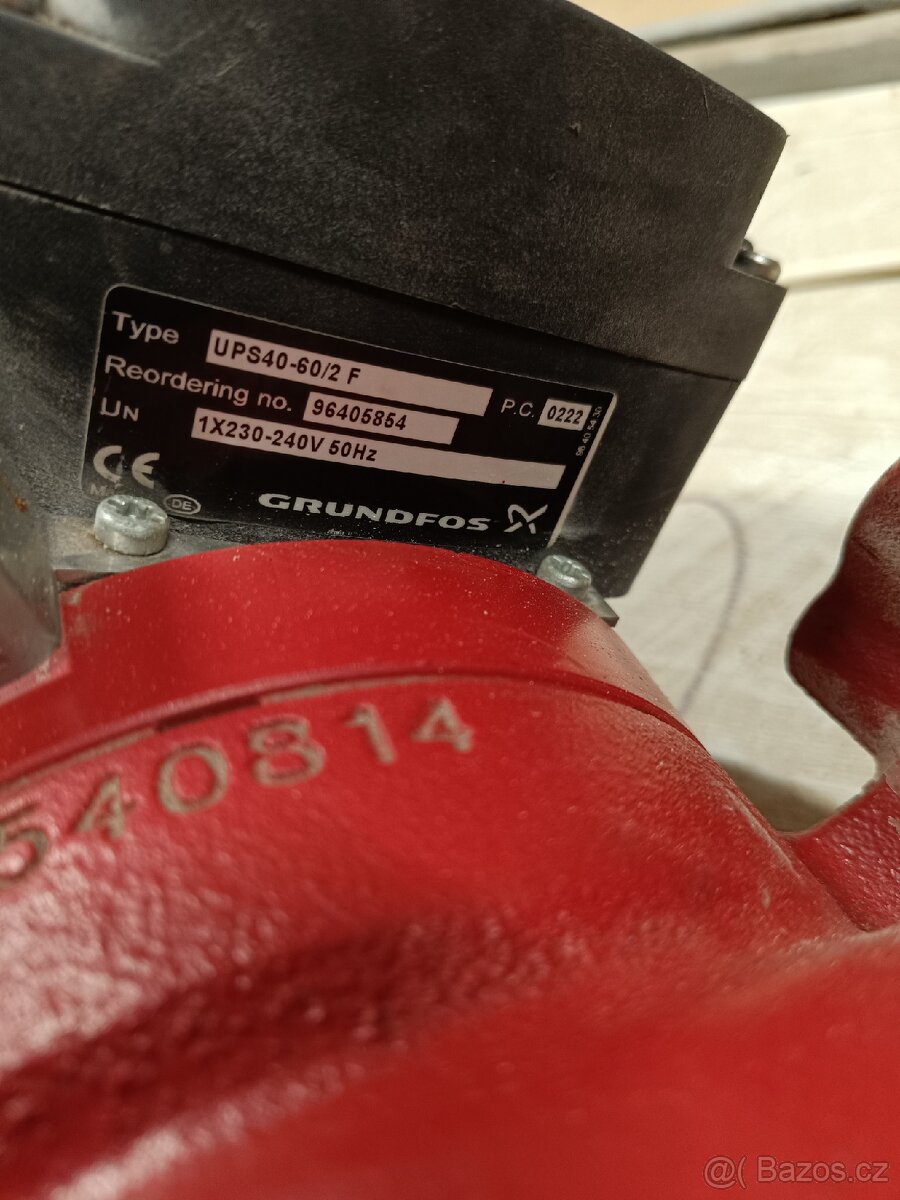 Type UPS40-60/2 F
Reordering no. 96405854 P.C. 0222
UN 1X230-240V 50Hz
CE
DE
GRUNDFOS
540814
@( Bazos.cz